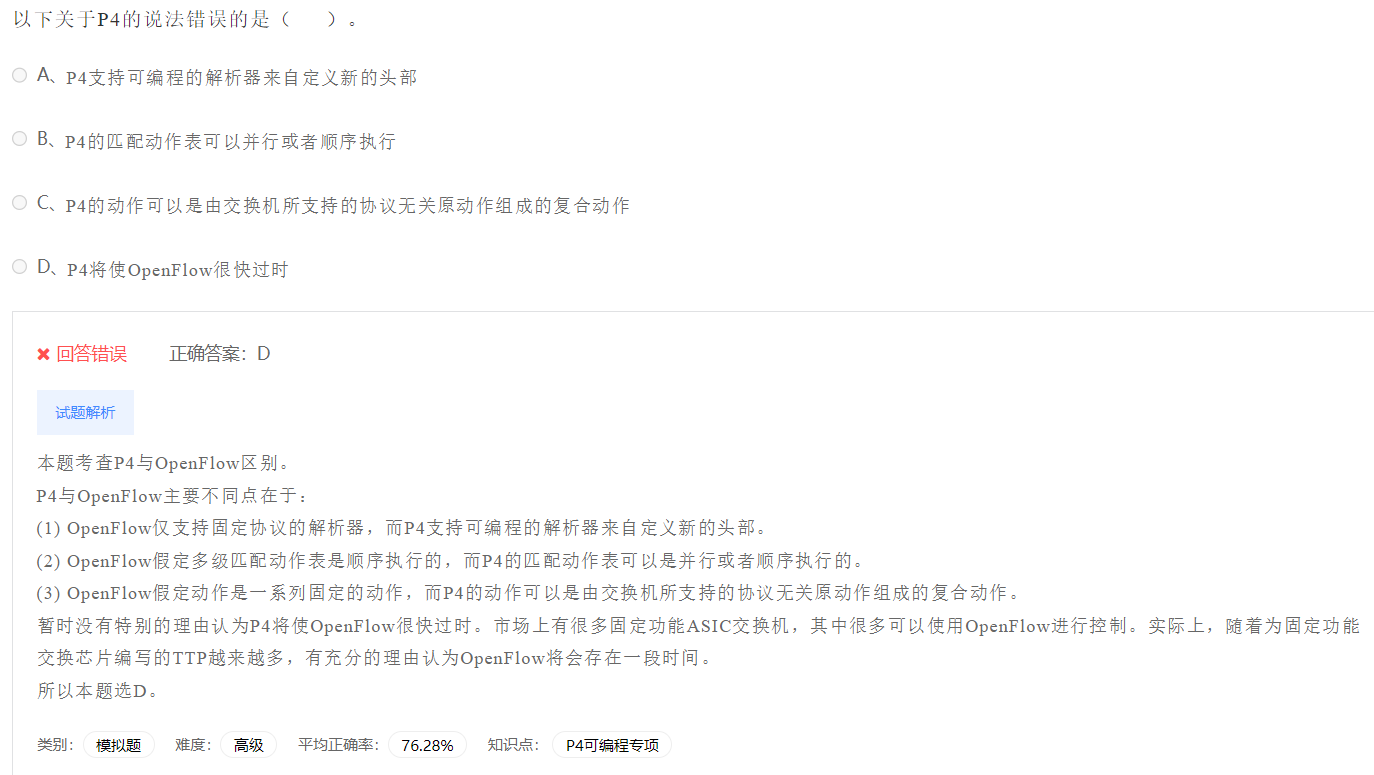 以下关于P4的说法错误的是（　　）。
A、P4支持可编程的解析器来自定义新的头部
B、P4的匹配动作表可以并行或者顺序执行
C、P4的动作可以是由交换机所支持的协议无关原动作组成的复合动作
D、P4将使OpenFlow很快过时
✖ 回答错误 正确答案：D
试题解析
本题考查P4与OpenFlow区别。
P4与OpenFlow主要不同点在于：
(1) OpenFlow仅支持固定协议的解析器，而P4支持可编程的解析器来自定义新的头部。
(2) OpenFlow假定多级匹配动作表是顺序执行的，而P4的匹配动作表可以是并行或者顺序执行的。
(3) OpenFlow假定动作是一系列固定的动作，而P4的动作可以是由交换机所支持的协议无关原动作组成的复合动作。
暂时没有特别的理由认为P4将使OpenFlow很快过时。市场上有很多固定功能ASIC交换机，其中很多可以使用OpenFlow进行控制。实际上，随着为固定功能
交换芯片编写的TTP越来越多，有充分的理由认为OpenFlow将会存在一段时间。
所以本题选D。
类别： 模拟题 难度： 高级 平均正确率： 76.28% 知识点： P4可编程专项